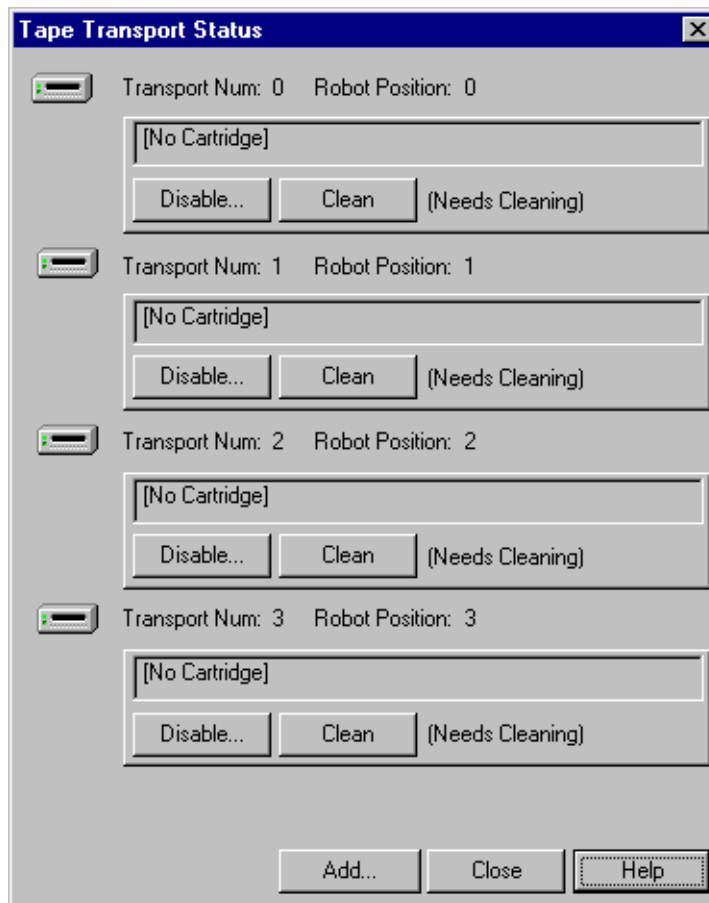 Tape Transport Status
Transport Num: 0 Robot Position: 0
[No Cartridge]
Disable... Clean (Needs Cleaning)
Transport Num: 1 Robot Position: 1
[No Cartridge]
Disable... Clean (Needs Cleaning)
Transport Num: 2 Robot Position: 2
[No Cartridge]
Disable... Clean (Needs Cleaning)
Transport Num: 3 Robot Position: 3
[No Cartridge]
Disable... Clean (Needs Cleaning)
Add... Close Help